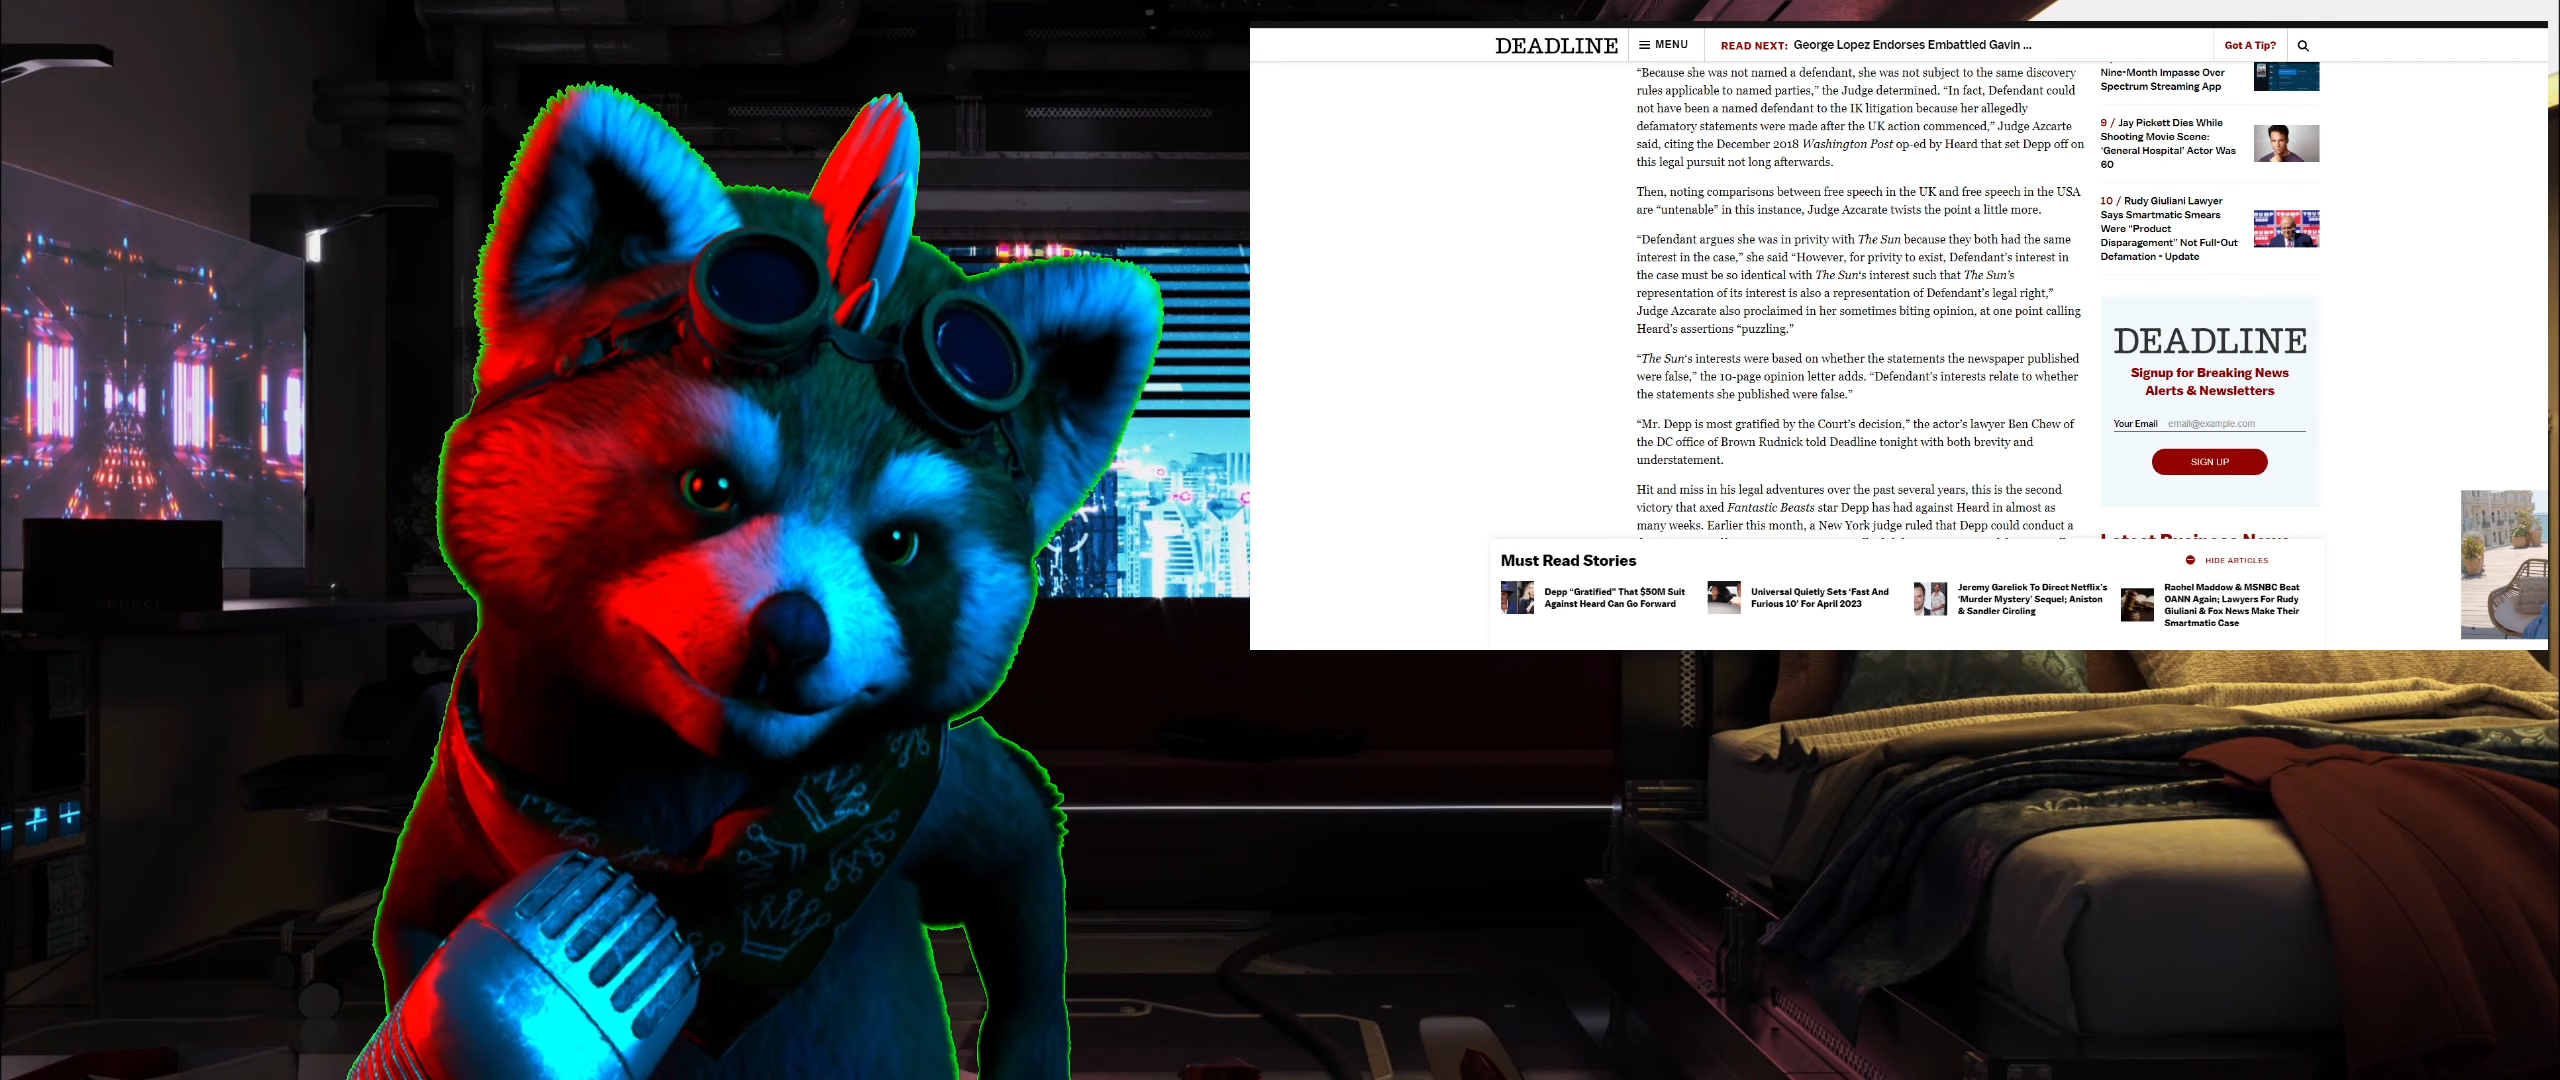 DEADLINE
MENU
READ NEXT: George Lopez Endorses Embattled Gavin ...
Got A Tip?
“Because she was not named a defendant, she was not subject to the same discovery
rules applicable to named parties,” the Judge determined. “In fact, Defendant could
not have been a named defendant to the IK litigation because her allegedly
defamatory statements were made after the UK action commenced,” Judge Azcarte
said, citing the December 2018 Washington Post op-ed by Heard that set Depp off on
this legal pursuit not long afterwards.
Then, noting comparisons between free speech in the UK and free speech in the USA
are “untenable” in this instance, Judge Azcarate twists the point a little more.
“Defendant argues she was in privity with The Sun because they both had the same
interest in the case,” she said “However, for privity to exist, Defendant’s interest in
the case must be so identical with The Sun‘s interest such that The Sun’s
representation of its interest is also a representation of Defendant’s legal right,”
Judge Azcarate also proclaimed in her sometimes biting opinion, at one point calling
Heard’s assertions “puzzling.”
“The Sun‘s interests were based on whether the statements the newspaper published
were false,” the 10-page opinion letter adds. “Defendant’s interests relate to whether
the statements she published were false.”
“Mr. Depp is most gratified by the Court’s decision,” the actor’s lawyer Ben Chew of
the DC office of Brown Rudnick told Deadline tonight with both brevity and
understatement.
Hit and miss in his legal adventures over the past several years, this is the second
victory that axed Fantastic Beasts star Depp has had against Heard in almost as
many weeks. Earlier this month, a New York judge ruled that Depp could conduct a
Nine-Month Impasse Over
Spectrum Streaming App
9 / Jay Pickett Dies While
Shooting Movie Scene:
‘General Hospital’ Actor Was
60
10 / Rudy Giuliani Lawyer
Says Smartmatic Smears
Were “Product
Disparagement” Not Full-Out
Defamation - Update
DEADLINE
Signup for Breaking News
Alerts & Newsletters
Your Email email@example.com
SIGN UP
Latest Business News
Must Read Stories
HIDE ARTICLES
Depp “Gratified” That $50M Suit
Against Heard Can Go Forward
Universal Quietly Sets ‘Fast And
Furious 10’ For April 2023
Jeremy Garelick To Direct Netflix’s
‘Murder Mystery’ Sequel; Aniston
& Sandler Circling
Rachel Maddow & MSNBC Beat
OANN Again; Lawyers For Rudy
Giuliani & Fox News Make Their
Smartmatic Case
GUCCI